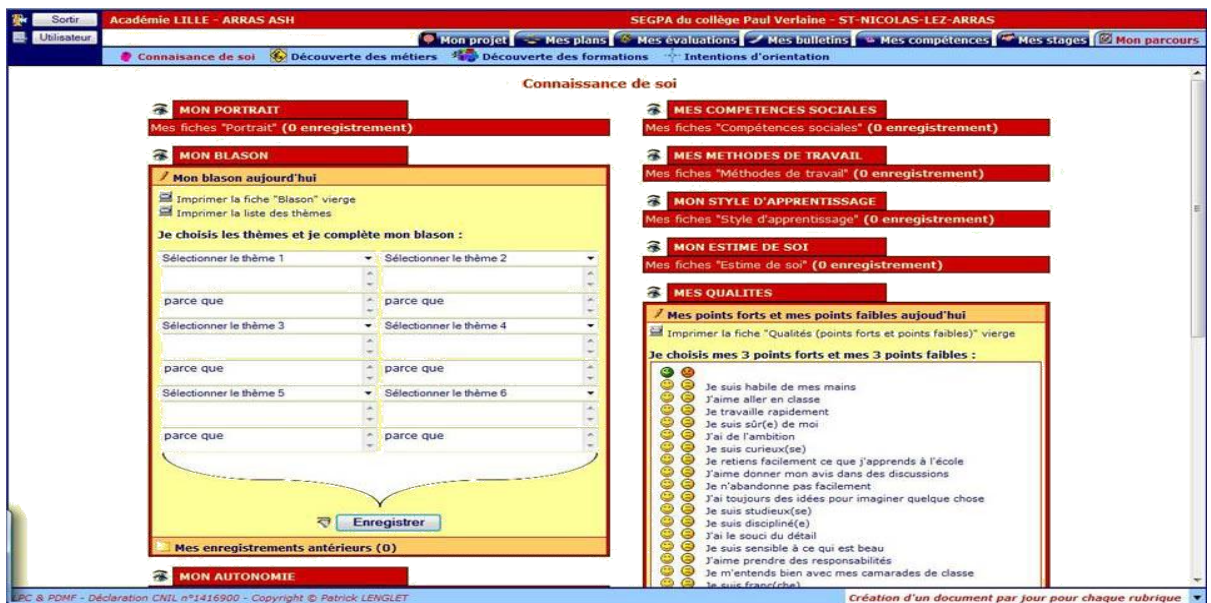 Sortir
Utilisateur
Académie LILLE - ARRAS ASH
SEGPA du collège Paul Verlaine - ST-NICOLAS-LEZ-ARRAS
Mon projet Mes plans Mes évaluations Mes bulletins Mes compétences Mes stages Mon parcours
Connaisance de soi Découverte des métiers Découverte des formations Intentions d'orientation
Connaissance de soi
MON PORTRAIT
Mes fiches "Portrait" (0 enregistrement)
MON BLASON
Mon blason aujourd'hui
Imprimer la fiche "Blason" vierge
Imprimer la liste des thèmes
Je choisis les thèmes et je complète mon blason :
Sélectionner le thème 1 Sélectionner le thème 2
parce que parce que
Sélectionner le thème 3 Sélectionner le thème 4
parce que parce que
Sélectionner le thème 5 Sélectionner le thème 6
parce que parce que
Enregistrer
Mes enregistrements antérieurs (0)
MON AUTONOMIE
MES COMPETENCES SOCIALES
Mes fiches "Compétences sociales" (0 enregistrement)
MES METHODES DE TRAVAIL
Mes fiches "Méthodes de travail" (0 enregistrement)
MON STYLE D'APPRENTISSAGE
Mes fiches "Style d'apprentissage" (0 enregistrement)
MON ESTIME DE SOI
Mes fiches "Estime de soi" (0 enregistrement)
MES QUALITES
Mes points forts et mes points faibles aujoud'hui
Imprimer la fiche "Qualités (points forts et points faibles)" vierge
Je choisis mes 3 points forts et mes 3 points faibles :
Je suis habile de mes mains
J'aime aller en classe
Je travaille rapidement
Je suis sûr(e) de moi
J'ai de l'ambition
Je suis curieux(se)
Je retiens facilement ce que j'apprends à l'école
J'aime donner mon avis dans des discussions
Je n'abandonne pas facilement
J'ai toujours des idées pour imaginer quelque chose
Je suis studieux(se)
Je suis discipliné(e)
J'ai le souci du détail
Je suis sensible à ce qui est beau
J'aime prendre des responsabilités
Je m'entends bien avec mes camarades de classe
Je suis franc(che)
LPC & PDMF - Déclaration CNIL n°1416900 - Copyright © Patrick LENGLET
Création d'un document par jour pour chaque rubrique